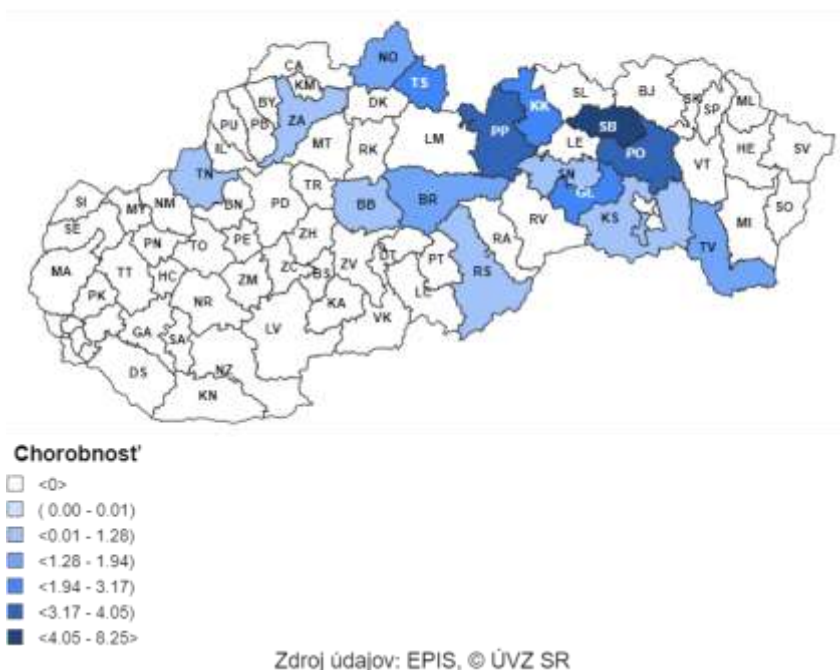 CA
NO
TS
KM
BY
DK
ZA
PU
PB
IL
MT
RK
LM
PP
KK
SL
SB
LE
PO
BJ
SK
SP
ML
HE
SV
VT
SO
MI
TV
SN
GL
KS
TN
BB
BR
RV
RA
RS
SI
SE
MY
NM
BN
PD
TR
PN
TO
PE
ZH
ZV
DT
PT
MA
TT
HC
ZM
ZC
BS
LC
PK
NR
KA
VK
GA
SA
LV
DS
NZ
KN
Chorobnosť
<0>
( 0.00 - 0.01)
<0.01 - 1.28)
<1.28 - 1.94)
<1.94 - 3.17)
<3.17 - 4.05)
<4.05 - 8.25>
Zdroj údajov: EPIS, © ÚVZ SR